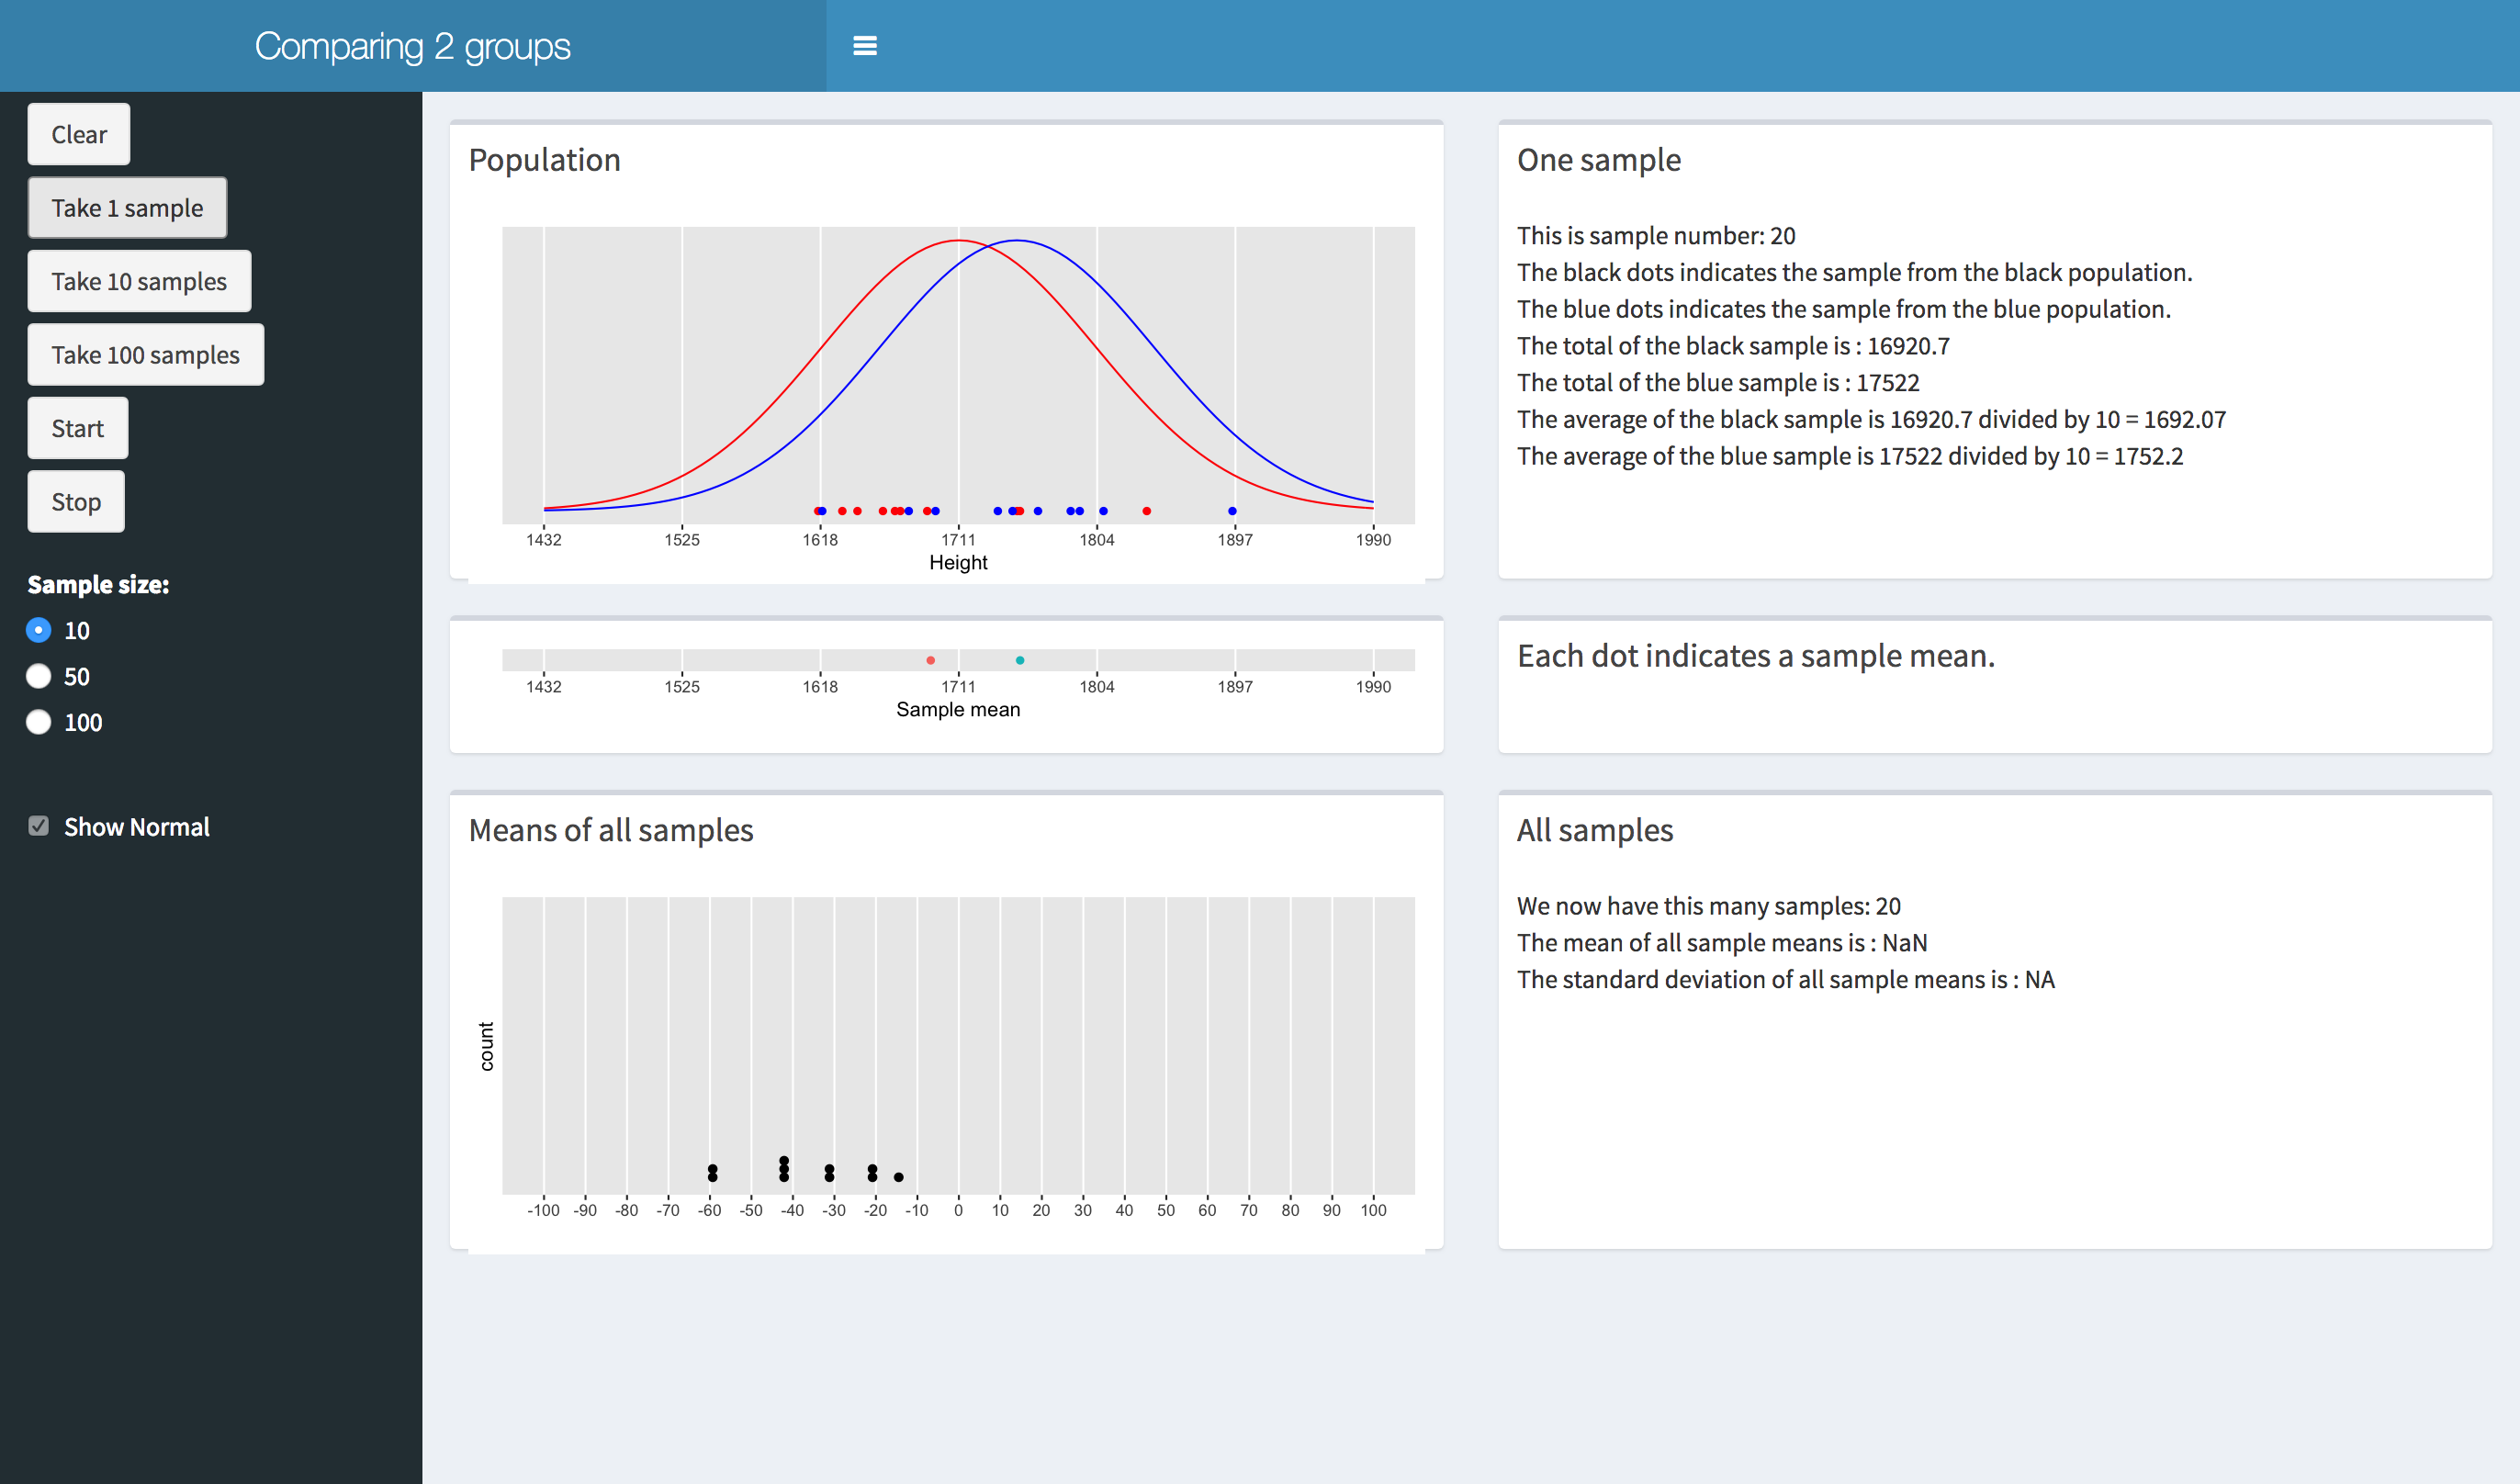 Comparing 2 groups
Clear
Take 1 sample
Take 10 samples
Take 100 samples
Start
Stop
Sample size:
10
50
100
Show Normal
Population
1432 1525 1618 1711 1804 1897 1990
Height
One sample
This is sample number: 20
The black dots indicates the sample from the black population.
The blue dots indicates the sample from the blue population.
The total of the black sample is : 16920.7
The total of the blue sample is : 17522
The average of the black sample is 16920.7 divided by 10 = 1692.07
The average of the blue sample is 17522 divided by 10 = 1752.2
1432 1525 1618 1711 1804 1897 1990
Sample mean
Each dot indicates a sample mean.
Means of all samples
count
-100 -90 -80 -70 -60 -50 -40 -30 -20 -10 0 10 20 30 40 50 60 70 80 90 100
All samples
We now have this many samples: 20
The mean of all sample means is : NaN
The standard deviation of all sample means is : NA